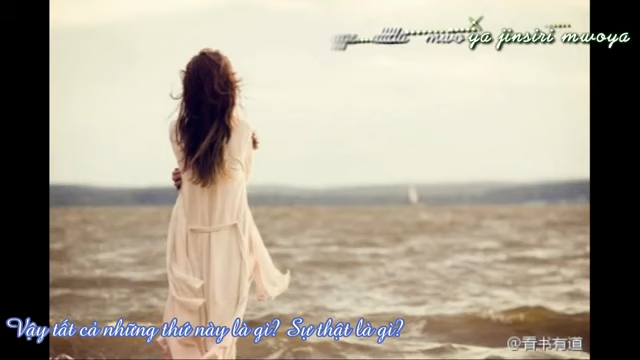 mwo ya jinsiri mwoya
Vậy tất cả những thứ này là gì? Sự thật là gì?
@看书有道